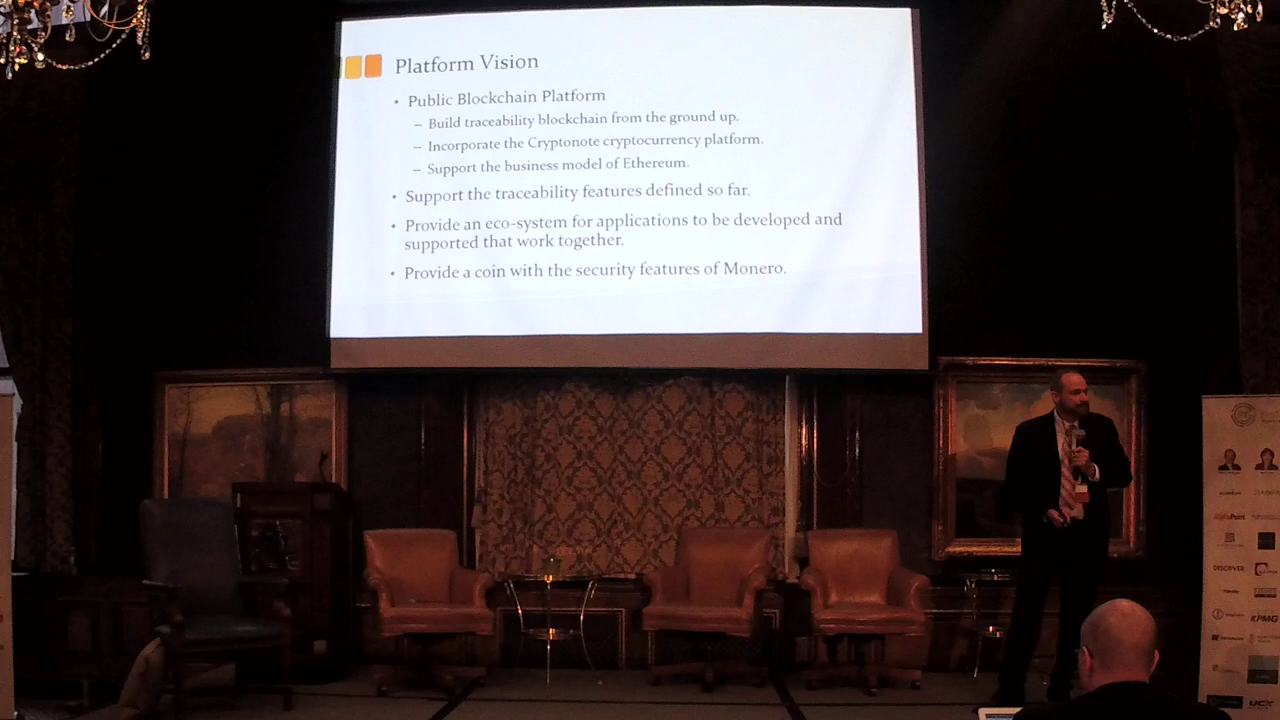 Platform Vision
• Public Blockchain Platform
– Build traceability blockchain from the ground up.
– Incorporate the Cryptonote cryptocurrency platform.
– Support the business model of Ethereum.
• Support the traceability features defined so far.
• Provide an eco-system for applications to be developed and
supported that work together.
• Provide a coin with the security features of Monero.
DISCOVER
KPMG
UCX